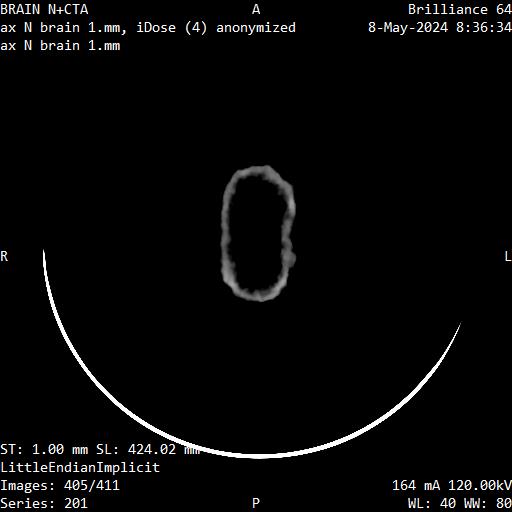 BRAIN N+CTA
A
Brilliance 64
ax N brain 1.mm, iDose (4) anonymized
8-May-2024 8:36:34
ax N brain 1.mm
R
L
ST: 1.00 mm SL: 424.02 mm
LittleEndianImplicit
Images: 405/411
164 mA 120.00kV
Series: 201
P
WL: 40 WW: 80